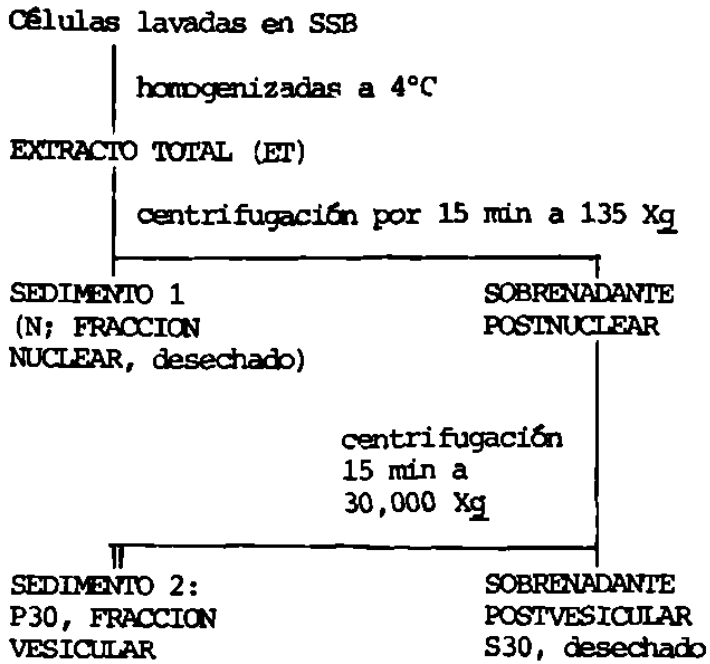 Células lavadas en SSB
homogenizadas a 4°C
EXTRACTO TOTAL (ET)
centrifugación por 15 min a 135 Xg
SEDIMENTO 1
(N; FRACCION
NUCLEAR, desechado)
SOBRENADANTE
POSTNUCLEAR
centrifugación
15 min a
30,000 Xg
SEDIMENTO 2:
P30, FRACCION
VESICULAR
SOBRENADANTE
POSTVESICULAR
S30, desechado